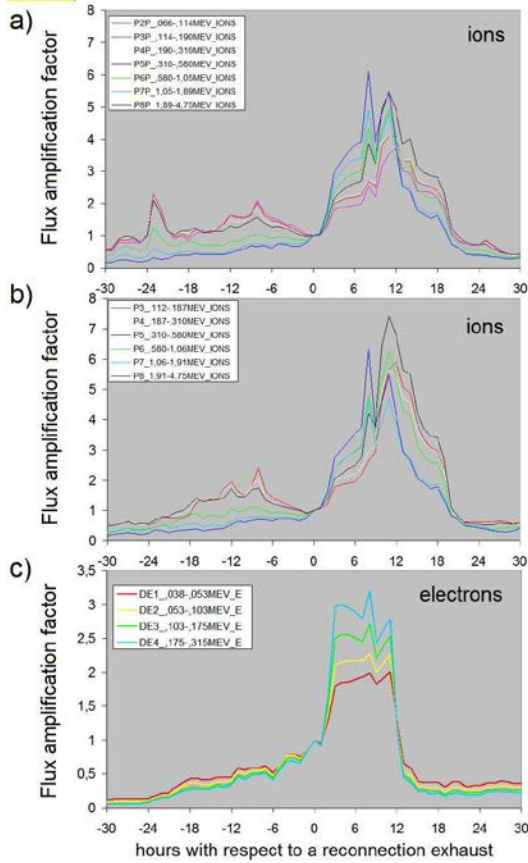 a)
Flux amplification factor
ions
P2P_,066-,114MEV_IONS
P3P_,114-,190MEV_IONS
P4P_,190-,310MEV_IONS
P5P_,310-,580MEV_IONS
P6P_,580-1,05MEV_IONS
P7P_1,05-1,89MEV_IONS
P8P_1,89-4,75MEV_IONS
8
7
6
5
4
3
2
1
0
-30 -24 -18 -12 -6 0 6 12 18 24 30
b)
Flux amplification factor
ions
P3_,112-,187MEV_IONS
P4_,187-,310MEV_IONS
P5_,310-,580MEV_IONS
P6_,580-1,06MEV_IONS
P7_1,06-1,91MEV_IONS
P8_1,91-4,75MEV_IONS
8
7
6
5
4
3
2
1
0
-30 -24 -18 -12 -6 0 6 12 18 24 30
c)
Flux amplification factor
electrons
DE1_,038-,053MEV_E
DE2_,053-,103MEV_E
DE3_,103-,175MEV_E
DE4_,175-,315MEV_E
3,5
3
2,5
2
1,5
1
0,5
0
-30 -24 -18 -12 -6 0 6 12 18 24 30
hours with respect to a reconnection exhaust